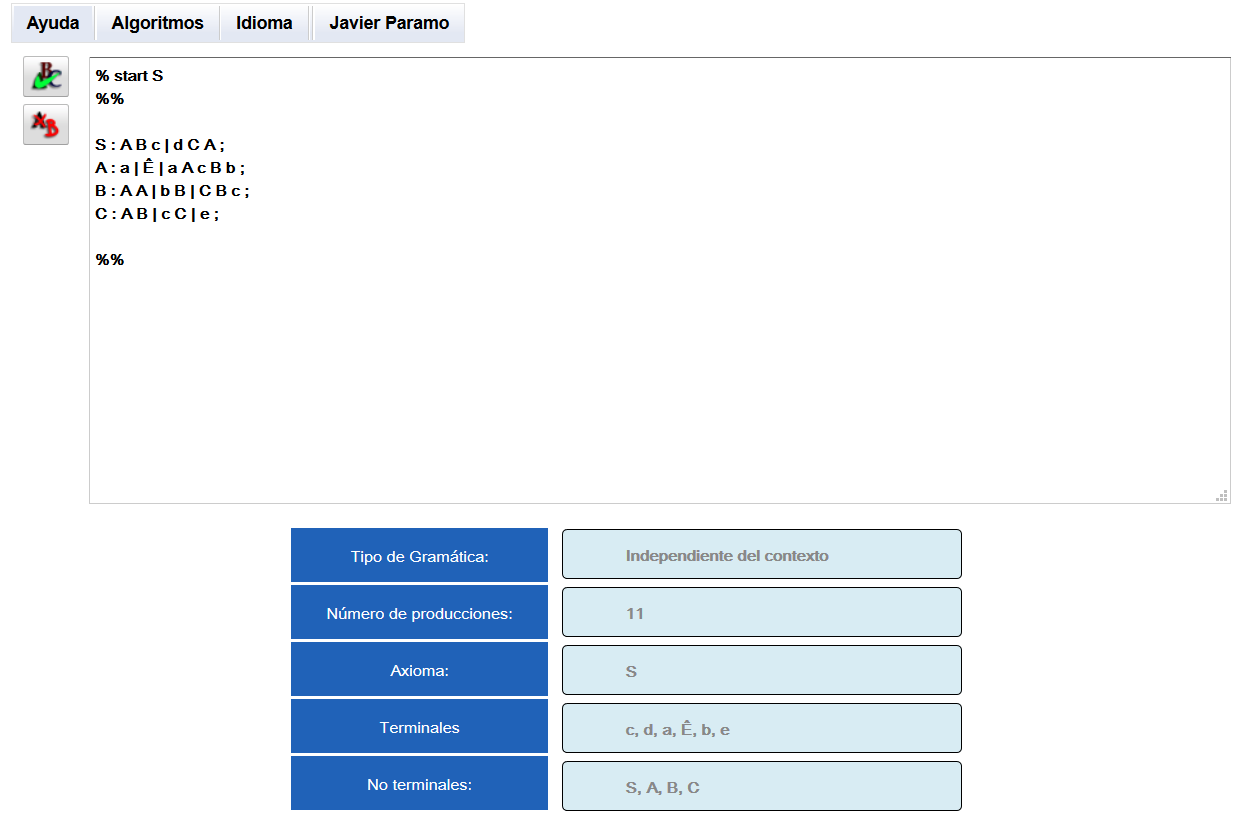 Ayuda Algoritmos Idioma Javier Paramo
% start S
%%
S : A B c | d C A ;
A : a | Ê | a A c B b ;
B : A A | b B | C B c ;
C : A B | c C | e ;
%%
Tipo de Gramática: Independiente del contexto
Número de producciones: 11
Axioma: S
Terminales c, d, a, Ê, b, e
No terminales: S, A, B, C